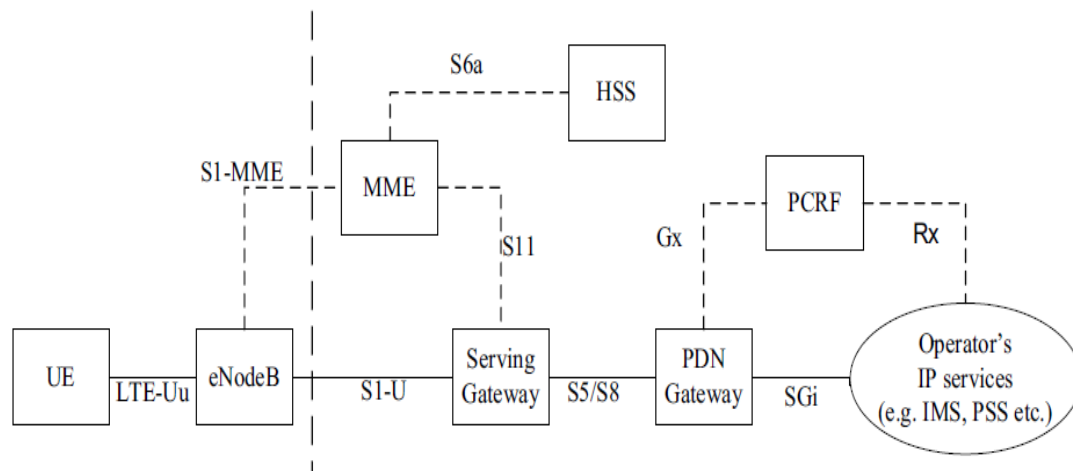 S6a
HSS
S1-MME
MME
PCRF
S11
Gx
Rx
UE
LTE-Uu
eNodeB
S1-U
Serving
Gateway
S5/S8
PDN
Gateway
SGi
Operator's
IP services
(e.g. IMS, PSS etc.)